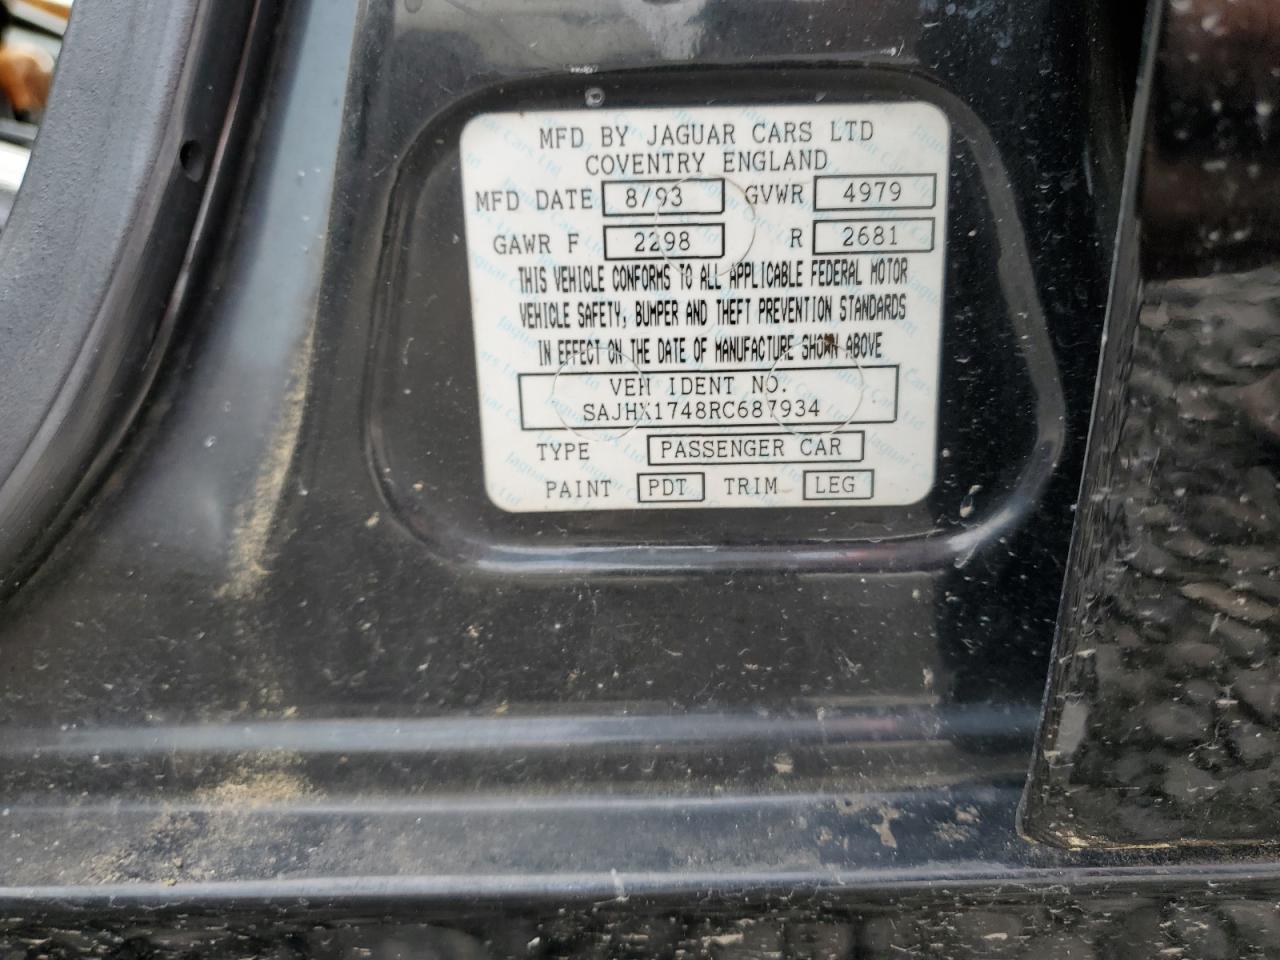 MFD BY JAGUAR CARS LTD
COVENTRY ENGLAND
MFD DATE 8/93 GVWR 4979
GAWR F 2298 R 2681
THIS VEHICLE CONFORMS TO ALL APPLICABLE FEDERAL MOTOR
VEHICLE SAFETY, BUMPER AND THEFT PREVENTION STANDARDS
IN EFFECT ON THE DATE OF MANUFACTURE SHOWN ABOVE
VEH IDENT NO.
SAJHX1748RC687934
TYPE PASSENGER CAR
PAINT PDT TRIM LEG